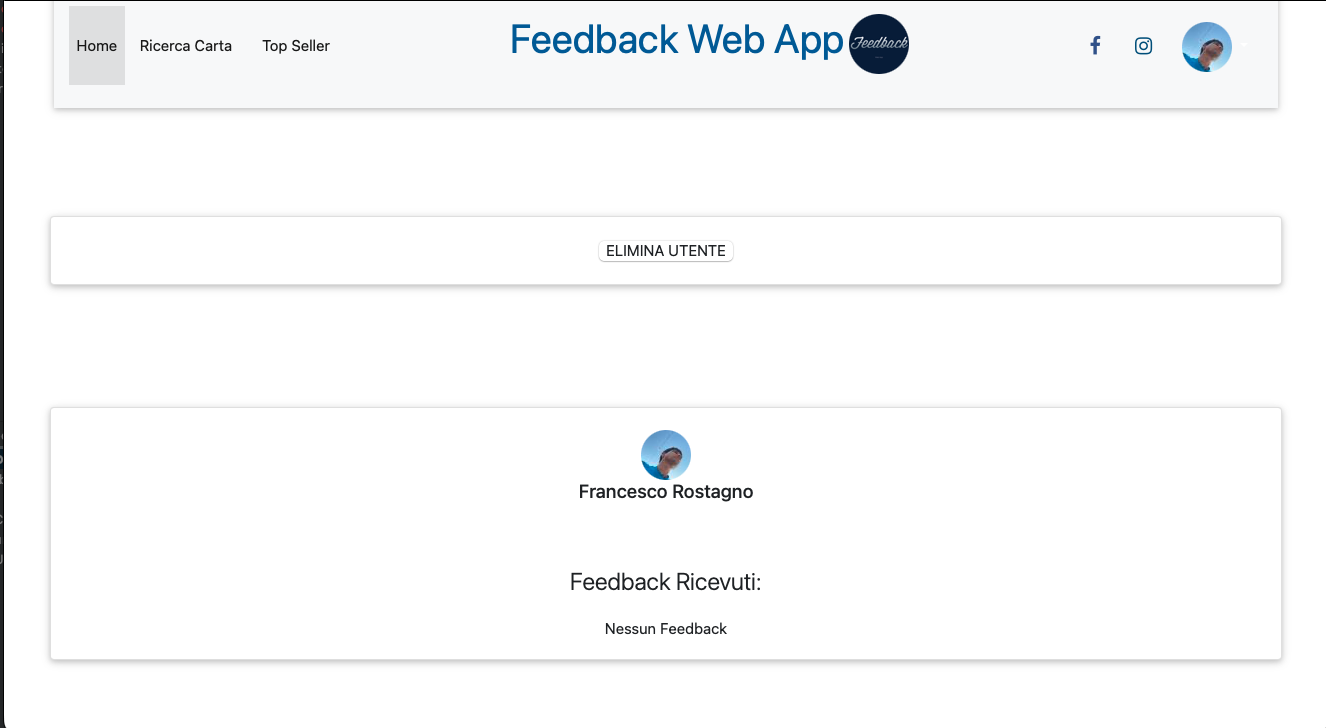 Home Ricerca Carta Top Seller Feedback Web App Feedback
ELIMINA UTENTE
Francesco Rostagno
Feedback Ricevuti:
Nessun Feedback